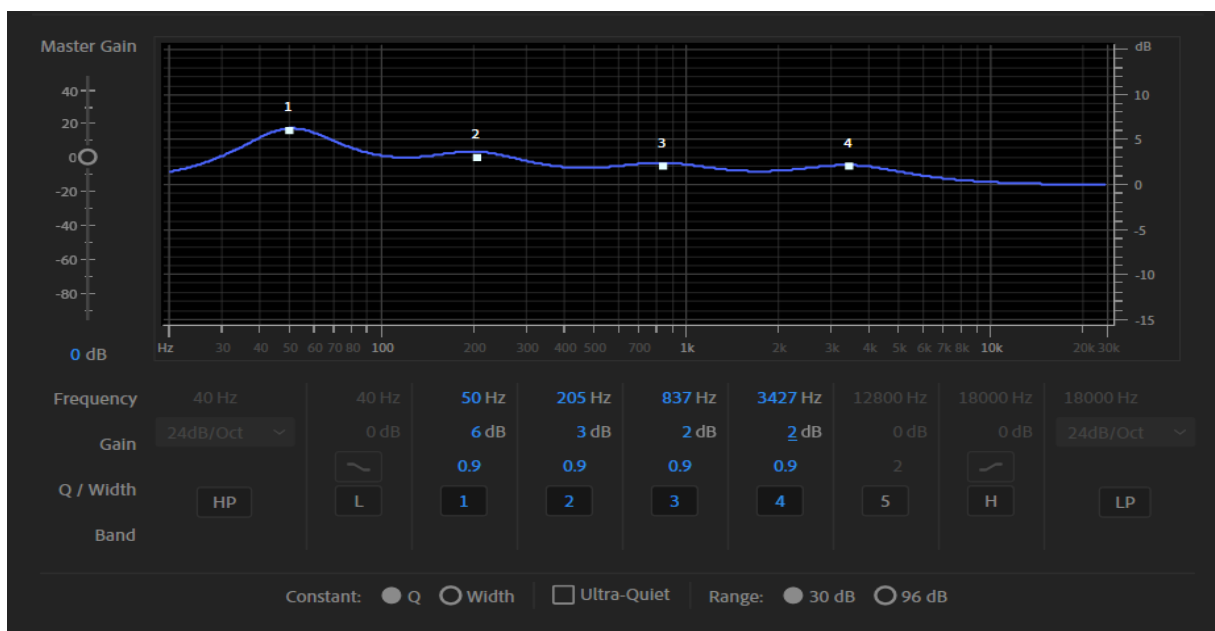 Master Gain
dB
40
20
0
-20
-40
-60
-80
0 dB
1
2
3
4
10
5
0
-5
-10
-15
Hz 30 40 50 60 70 80 100 200 300 400 500 700 1k 2k 3k 4k 5k 6k 7k 8k 10k 20k 30k
Frequency 40 Hz 40 Hz 50 Hz 205 Hz 837 Hz 3427 Hz 12800 Hz 18000 Hz 18000 Hz
Gain 24dB/Oct 0 dB 6 dB 3 dB 2 dB 2 dB 0 dB 0 dB 24dB/Oct
Q / Width 0.9 0.9 0.9 0.9 2
Band HP L 1 2 3 4 5 H LP
Constant: Q Width Ultra-Quiet Range: 30 dB 96 dB